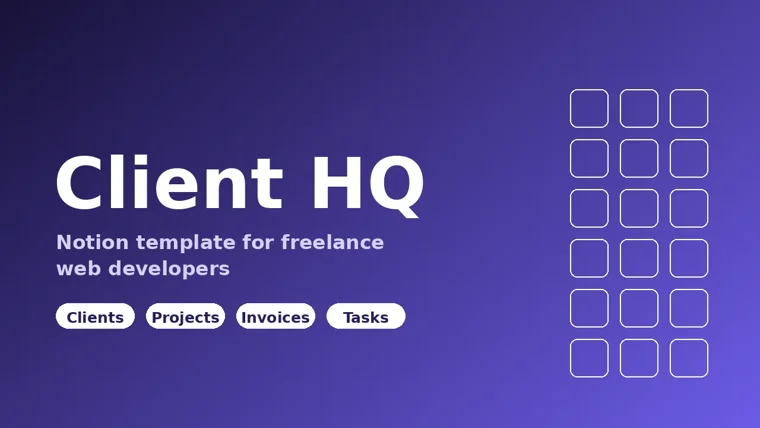 Client HQ
Notion template for freelance
web developers
Clients Projects Invoices Tasks